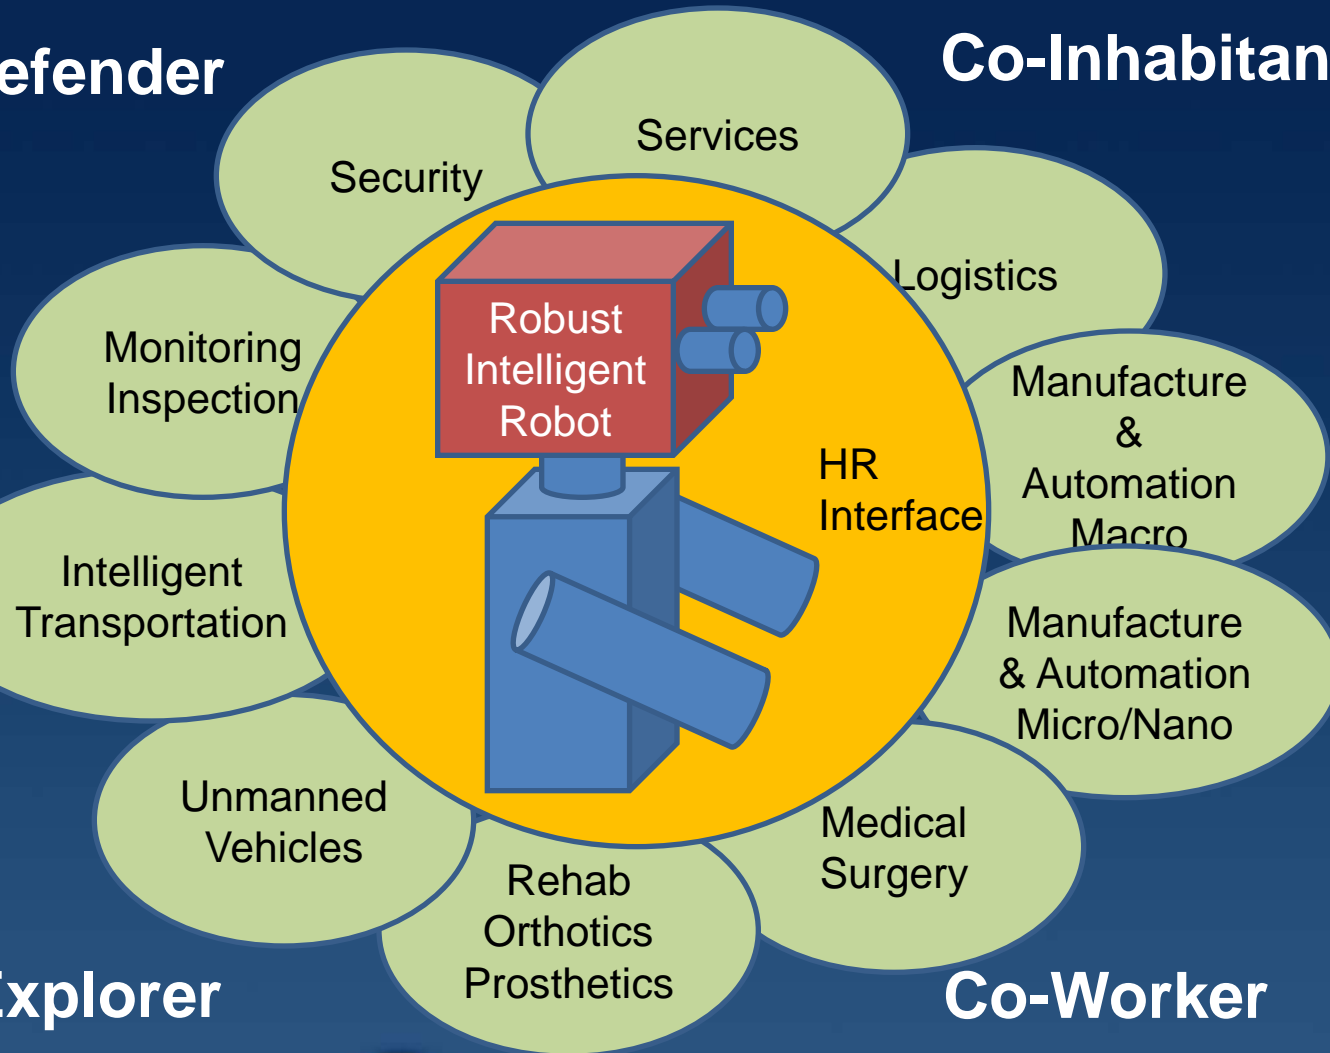 efender
Co-Inhabitan
Services
Security
Logistics
Monitoring
Inspection
Robust
Intelligent
Robot
Manufacture
&
Automation
Macro
HR
Interface
Intelligent
Transportation
Manufacture
& Automation
Micro/Nano
Unmanned
Vehicles
Medical
Surgery
Rehab
Orthotics
Prosthetics
Explorer
Co-Worker